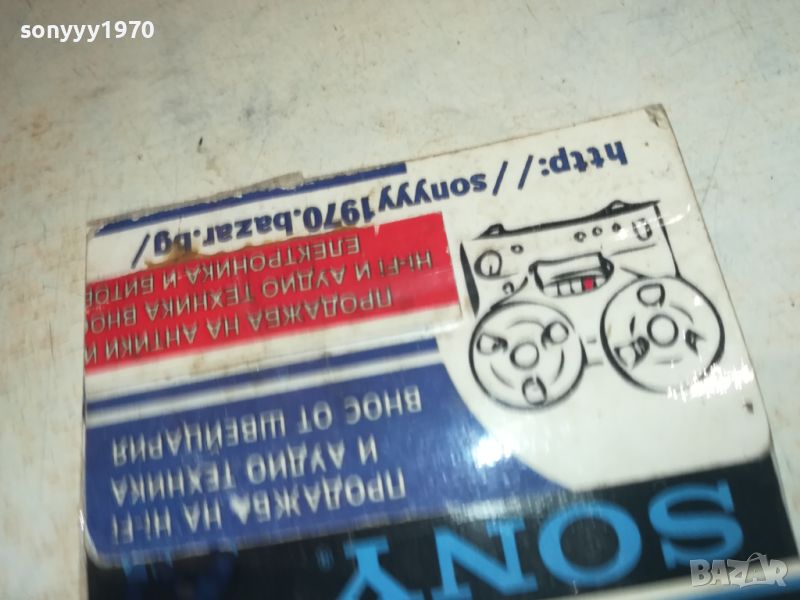 sonyyy1970
SONY®
ПРОДАЖБА НА HI-FI
И АУДИО ТЕХНИКА
ВНОС ОТ ШВЕЙЦАРИЯ
ПРОДАЖБА НА АНТИКИ И
HI-FI И АУДИО ТЕХНИКА ВНОС
ЕЛЕКТРОНИКА И БИТОВ
http://sonyyy1970.bazar.bg/
BAZAR